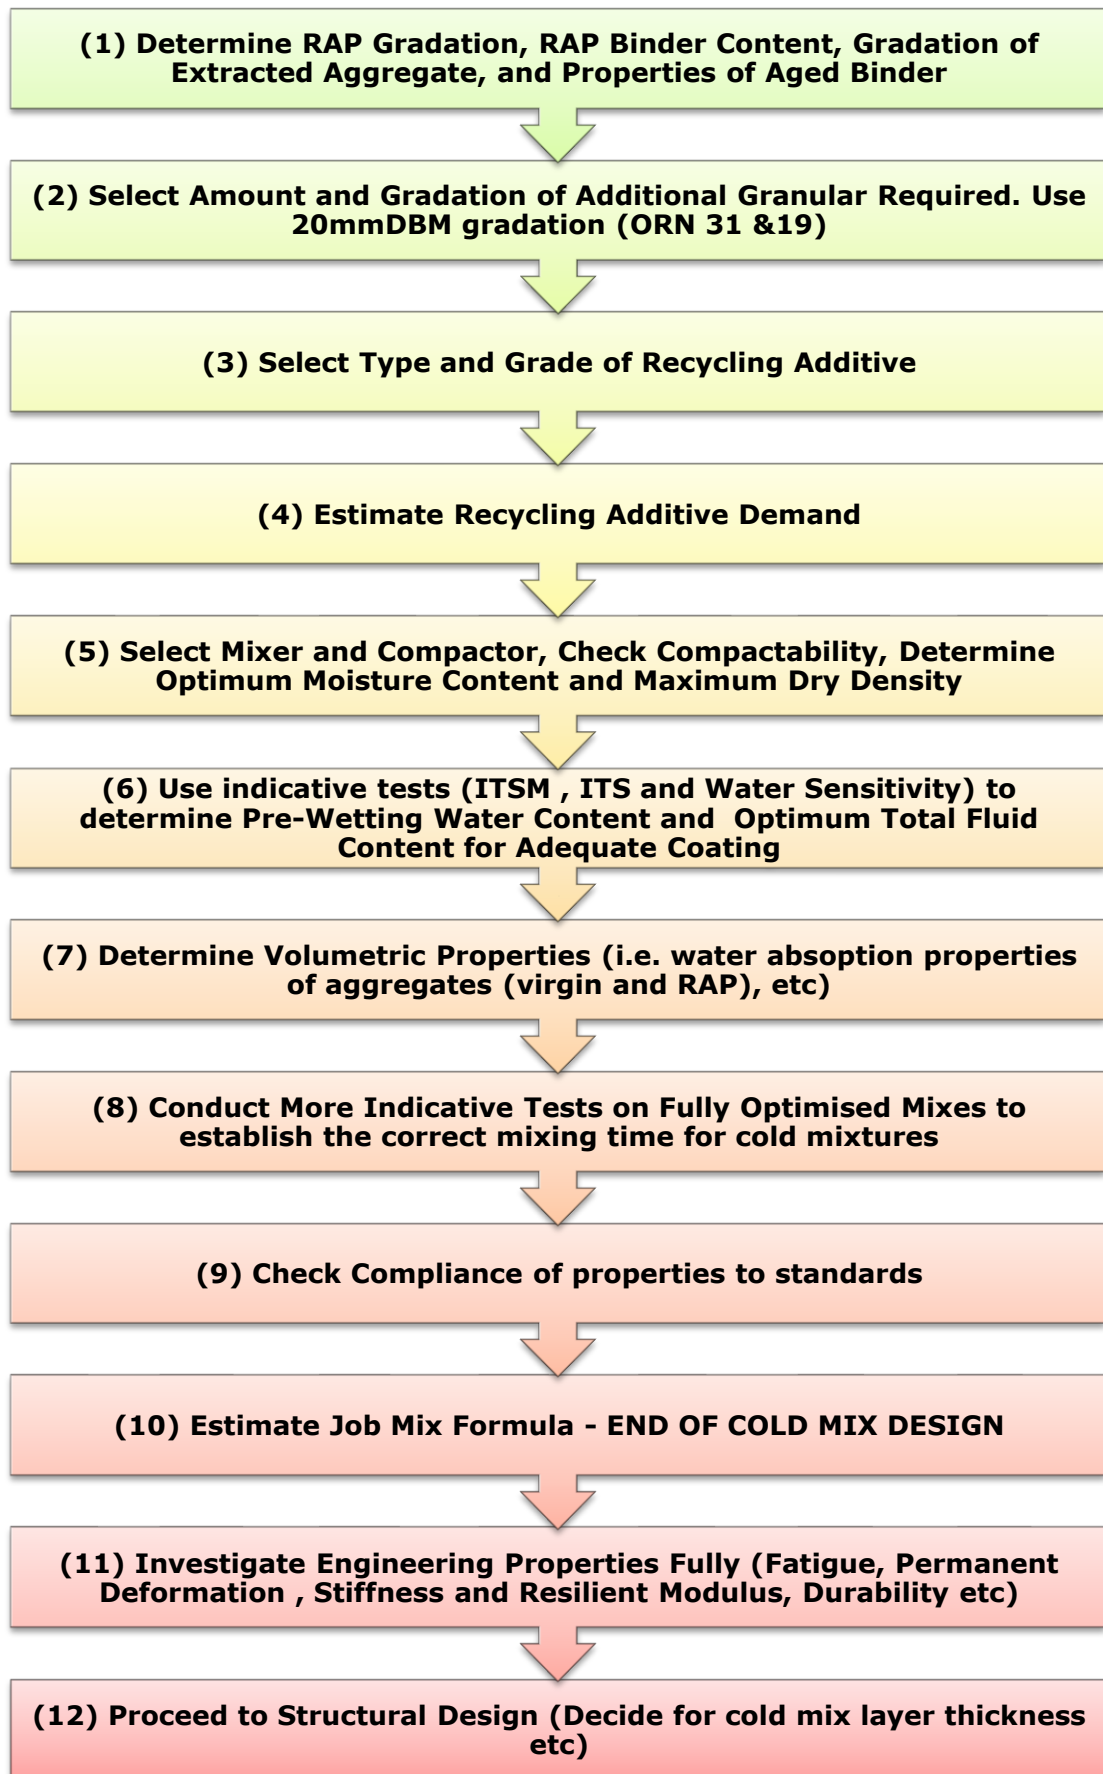 (1) Determine RAP Gradation, RAP Binder Content, Gradation of
Extracted Aggregate, and Properties of Aged Binder
(2) Select Amount and Gradation of Additional Granular Required. Use
20mmDBM gradation (ORN 31 &19)
(3) Select Type and Grade of Recycling Additive
(4) Estimate Recycling Additive Demand
(5) Select Mixer and Compactor, Check Compactability, Determine
Optimum Moisture Content and Maximum Dry Density
(6) Use indicative tests (ITSM , ITS and Water Sensitivity) to
determine Pre-Wetting Water Content and  Optimum Total Fluid
Content for Adequate Coating
(7) Determine Volumetric Properties (i.e. water absoption properties
of aggregates (virgin and RAP), etc)
(8) Conduct More Indicative Tests on Fully Optimised Mixes to
establish the correct mixing time for cold mixtures
(9) Check Compliance of properties to standards
(10) Estimate Job Mix Formula - END OF COLD MIX DESIGN
(11) Investigate Engineering Properties Fully (Fatigue, Permanent
Deformation , Stiffness and Resilient Modulus, Durability etc)
(12) Proceed to Structural Design (Decide for cold mix layer thickness
etc)